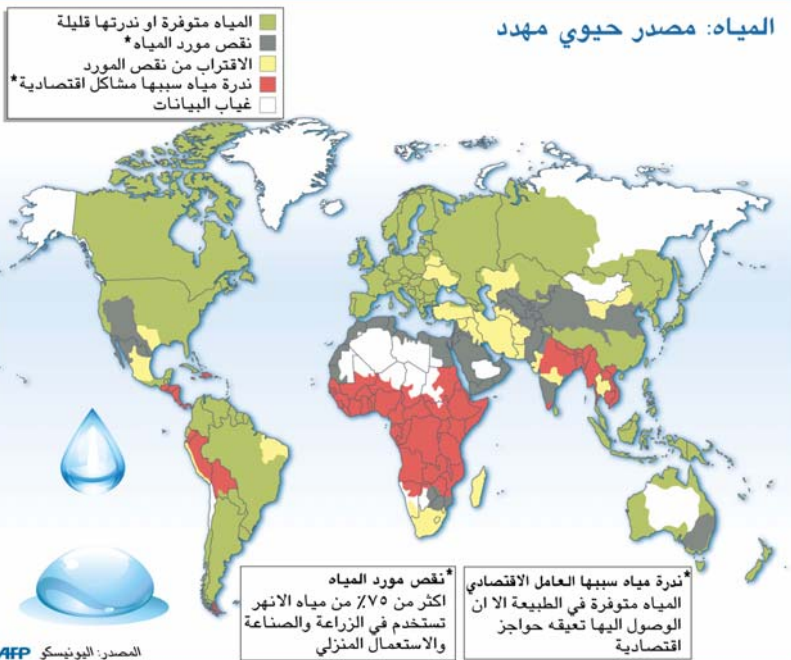 المياه: مصدر حيوي مهدد
المياه متوفرة او ندرتها قليلة
نقص مورد المياه*
الاقتراب من نقص المورد
ندرة مياه سببها مشاكل اقتصادية*
غياب البيانات
*ندرة مياه سببها العامل الاقتصادي
المياه متوفرة في الطبيعة الا ان
الوصول اليها تعيقه حواجز
اقتصادية
*نقص مورد المياه
اكثر من ٧٥٪ من مياه الانهر
تستخدم في الزراعة والصناعة
والاستعمال المنزلي
المصدر: اليونيسكو AFP